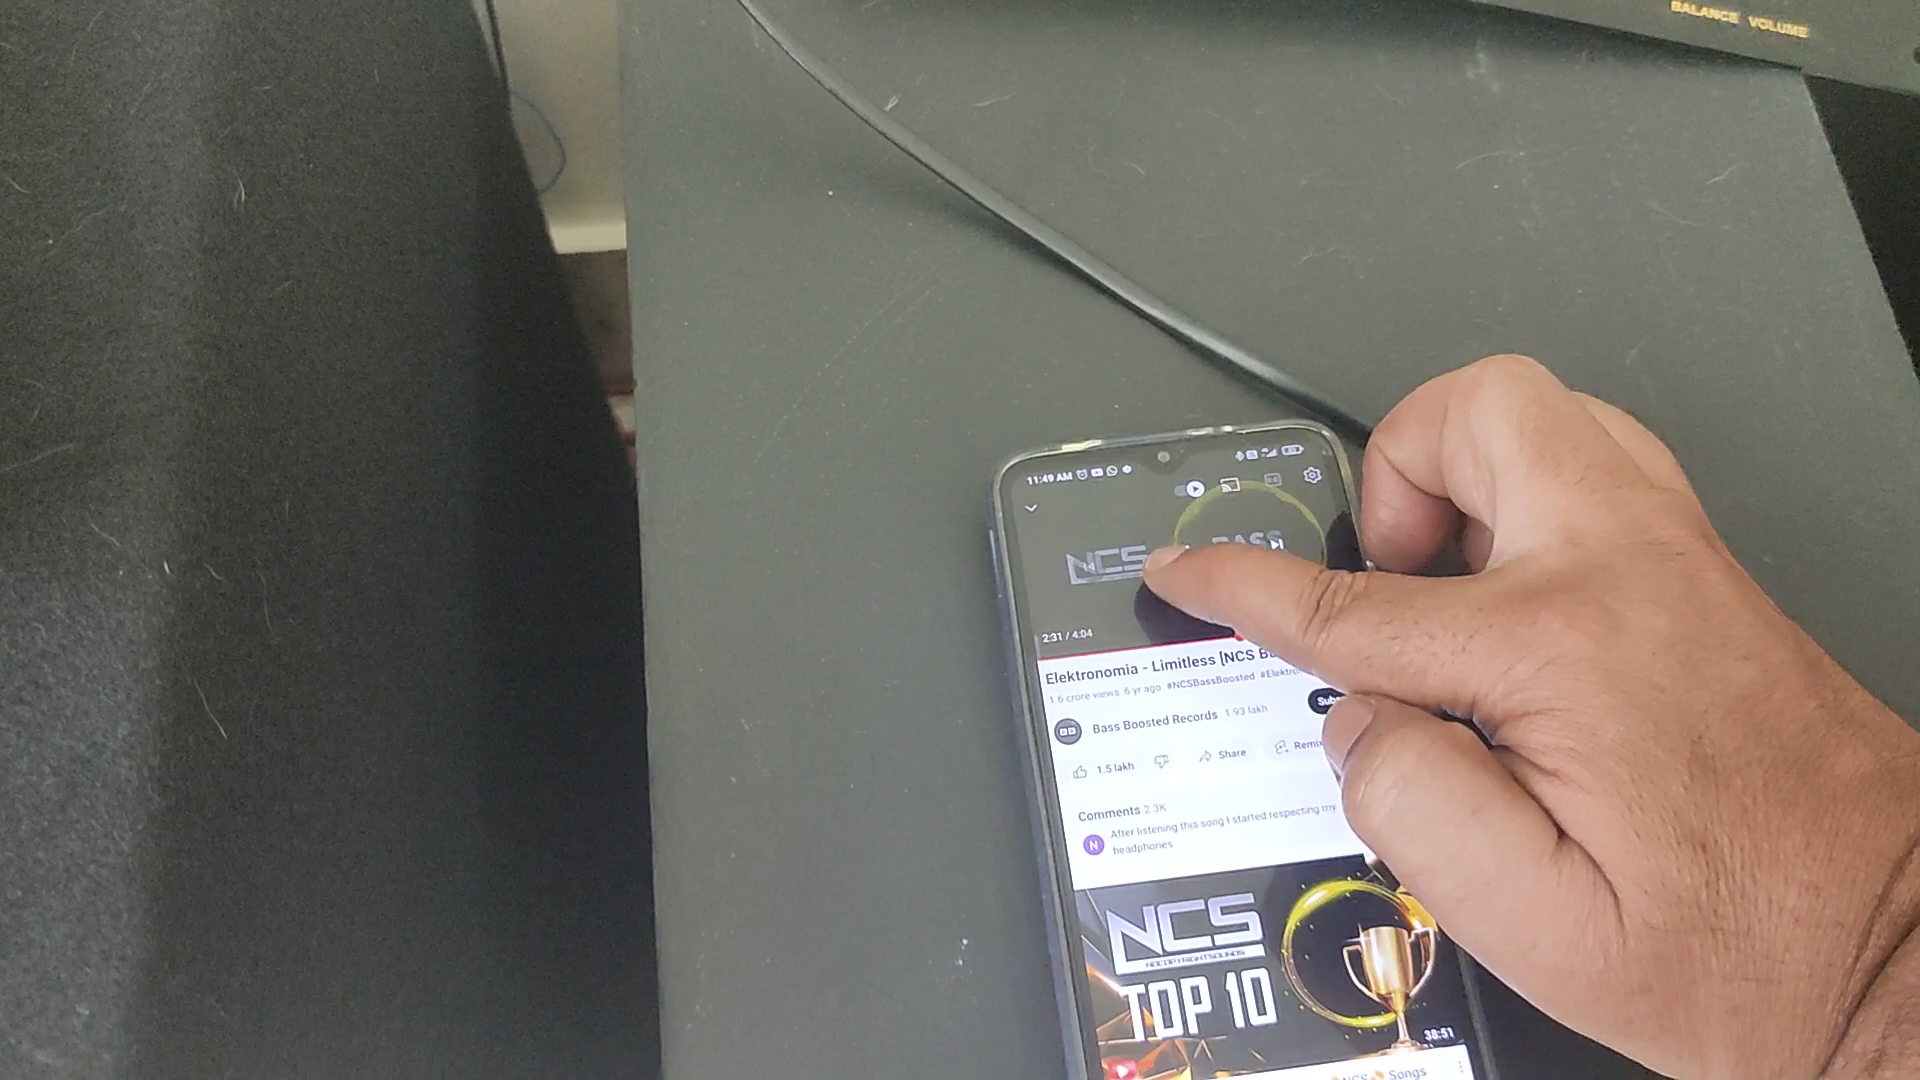 BALANCE VOLUME
11:49 AM
NCS
BASS
2:31 / 4:04
Elektronomia - Limitless [NCS
1.6 crore views 6 yr ago #NCSBassBoosted
Bass Boosted Records 1.93 lakh
1.5 lakh Share
Comments 2.3K
N
After listening this song I started respecting my
headphones
NCS
NOCOPYRIGHTSOUNDS
TOP 10
38:51
NCS Songs